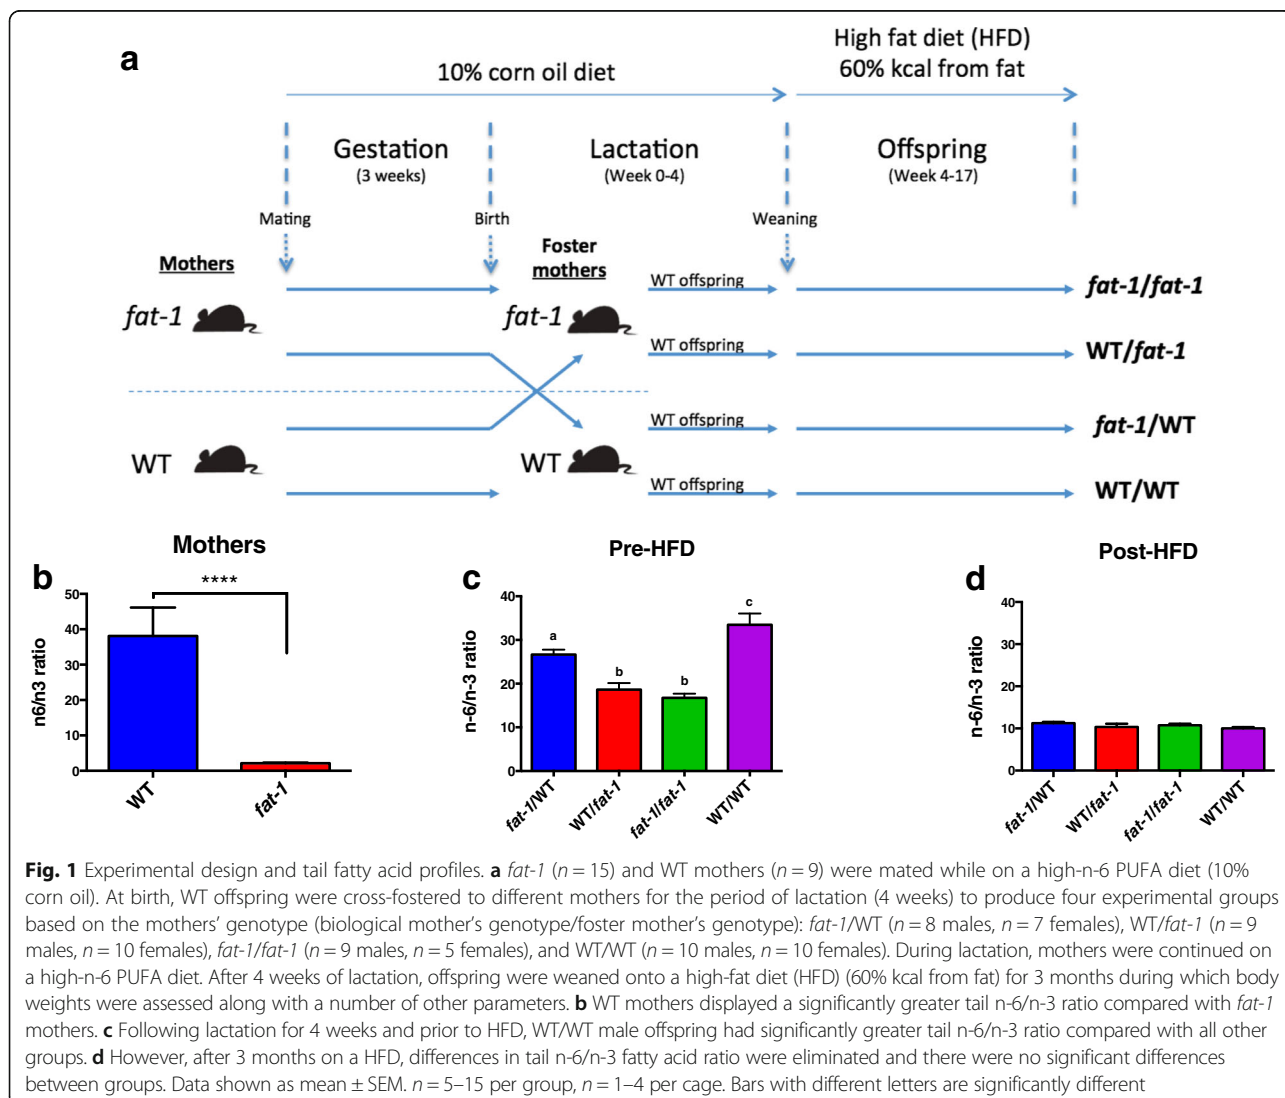 a
High fat diet (HFD)
60% kcal from fat
10% corn oil diet
Gestation
(3 weeks)
Lactation
(Week 0-4)
Offspring
(Week 4-17)
Mating
Birth
Weaning
Mothers
Foster
mothers
WT offspring
fat-1/fat-1
fat-1
fat-1
WT offspring
WT/fat-1
WT offspring
fat-1/WT
WT
WT
WT offspring
WT/WT
b
Mothers
n6/n3 ratio
50
40
30
20
10
0
****
WT
fat-1
c
Pre-HFD
n-6/n-3 ratio
40
30
20
10
0
a
b
b
c
fat-1/WT
WT/fat-1
fat-1/fat-1
WT/WT
d
Post-HFD
n-6/n-3 ratio
40
30
20
10
0
fat-1/WT
WT/fat-1
fat-1/fat-1
WT/WT
Fig. 1 Experimental design and tail fatty acid profiles. a fat-1 (n = 15) and WT mothers (n = 9) were mated while on a high-n-6 PUFA diet (10%
corn oil). At birth, WT offspring were cross-fostered to different mothers for the period of lactation (4 weeks) to produce four experimental groups
based on the mothers' genotype (biological mother's genotype/foster mother's genotype): fat-1/WT (n = 8 males, n = 7 females), WT/fat-1 (n = 9
males, n = 10 females), fat-1/fat-1 (n = 9 males, n = 5 females), and WT/WT (n = 10 males, n = 10 females). During lactation, mothers were continued on
a high-n-6 PUFA diet. After 4 weeks of lactation, offspring were weaned onto a high-fat diet (HFD) (60% kcal from fat) for 3 months during which body
weights were assessed along with a number of other parameters. b WT mothers displayed a significantly greater tail n-6/n-3 ratio compared with fat-1
mothers. c Following lactation for 4 weeks and prior to HFD, WT/WT male offspring had significantly greater tail n-6/n-3 ratio compared with all other
groups. d However, after 3 months on a HFD, differences in tail n-6/n-3 fatty acid ratio were eliminated and there were no significant differences
between groups. Data shown as mean ± SEM. n = 5–15 per group, n = 1–4 per cage. Bars with different letters are significantly different